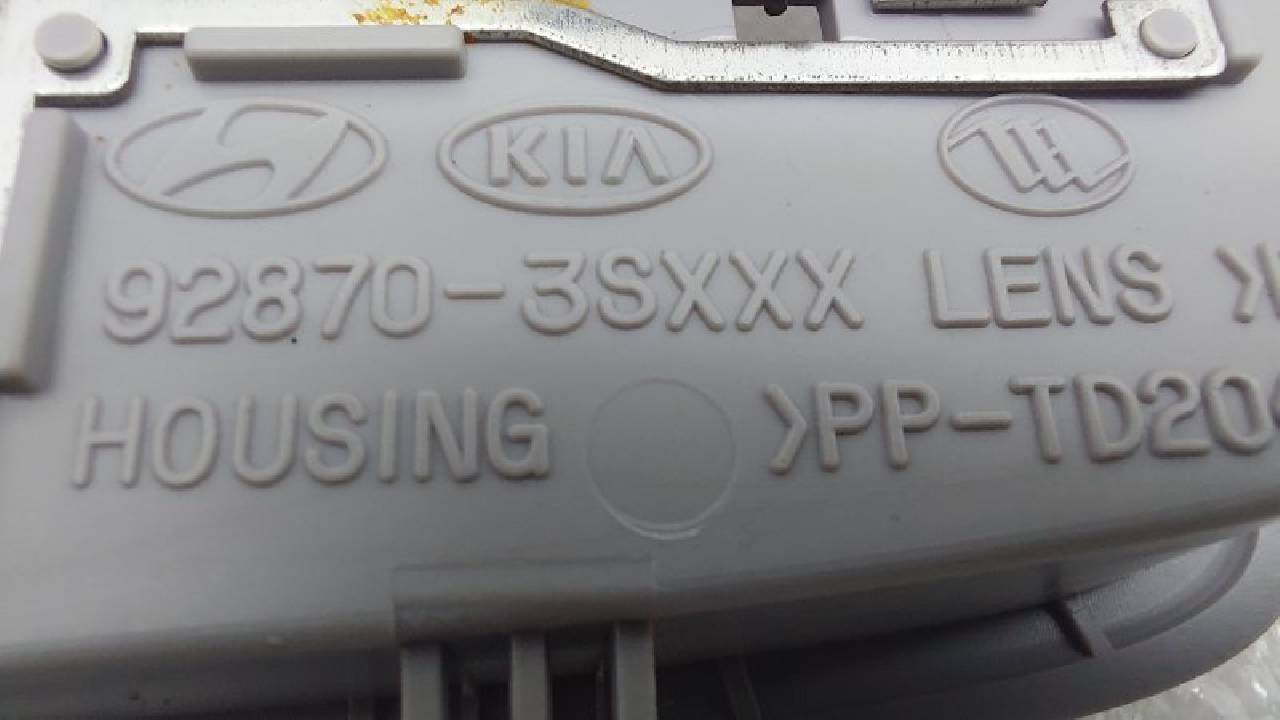 KIA
92870-3SXXX LENS >
HOUSING >PP-TD20